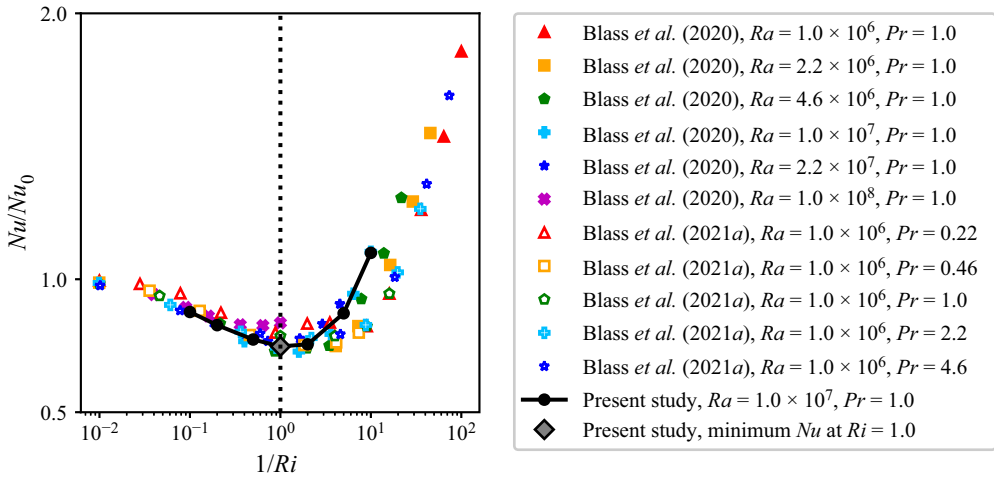 2.0
1.0
0.5
Nu/Nu₀
10⁻²
10⁻¹
10⁰
10¹
10²
1/Ri
Blass et al. (2020), Ra = 1.0 × 10⁶, Pr = 1.0
Blass et al. (2020), Ra = 2.2 × 10⁶, Pr = 1.0
Blass et al. (2020), Ra = 4.6 × 10⁶, Pr = 1.0
Blass et al. (2020), Ra = 1.0 × 10⁷, Pr = 1.0
Blass et al. (2020), Ra = 2.2 × 10⁷, Pr = 1.0
Blass et al. (2020), Ra = 1.0 × 10⁸, Pr = 1.0
Blass et al. (2021a), Ra = 1.0 × 10⁶, Pr = 0.22
Blass et al. (2021a), Ra = 1.0 × 10⁶, Pr = 0.46
Blass et al. (2021a), Ra = 1.0 × 10⁶, Pr = 1.0
Blass et al. (2021a), Ra = 1.0 × 10⁶, Pr = 2.2
Blass et al. (2021a), Ra = 1.0 × 10⁶, Pr = 4.6
Present study, Ra = 1.0 × 10⁷, Pr = 1.0
Present study, minimum Nu at Ri = 1.0